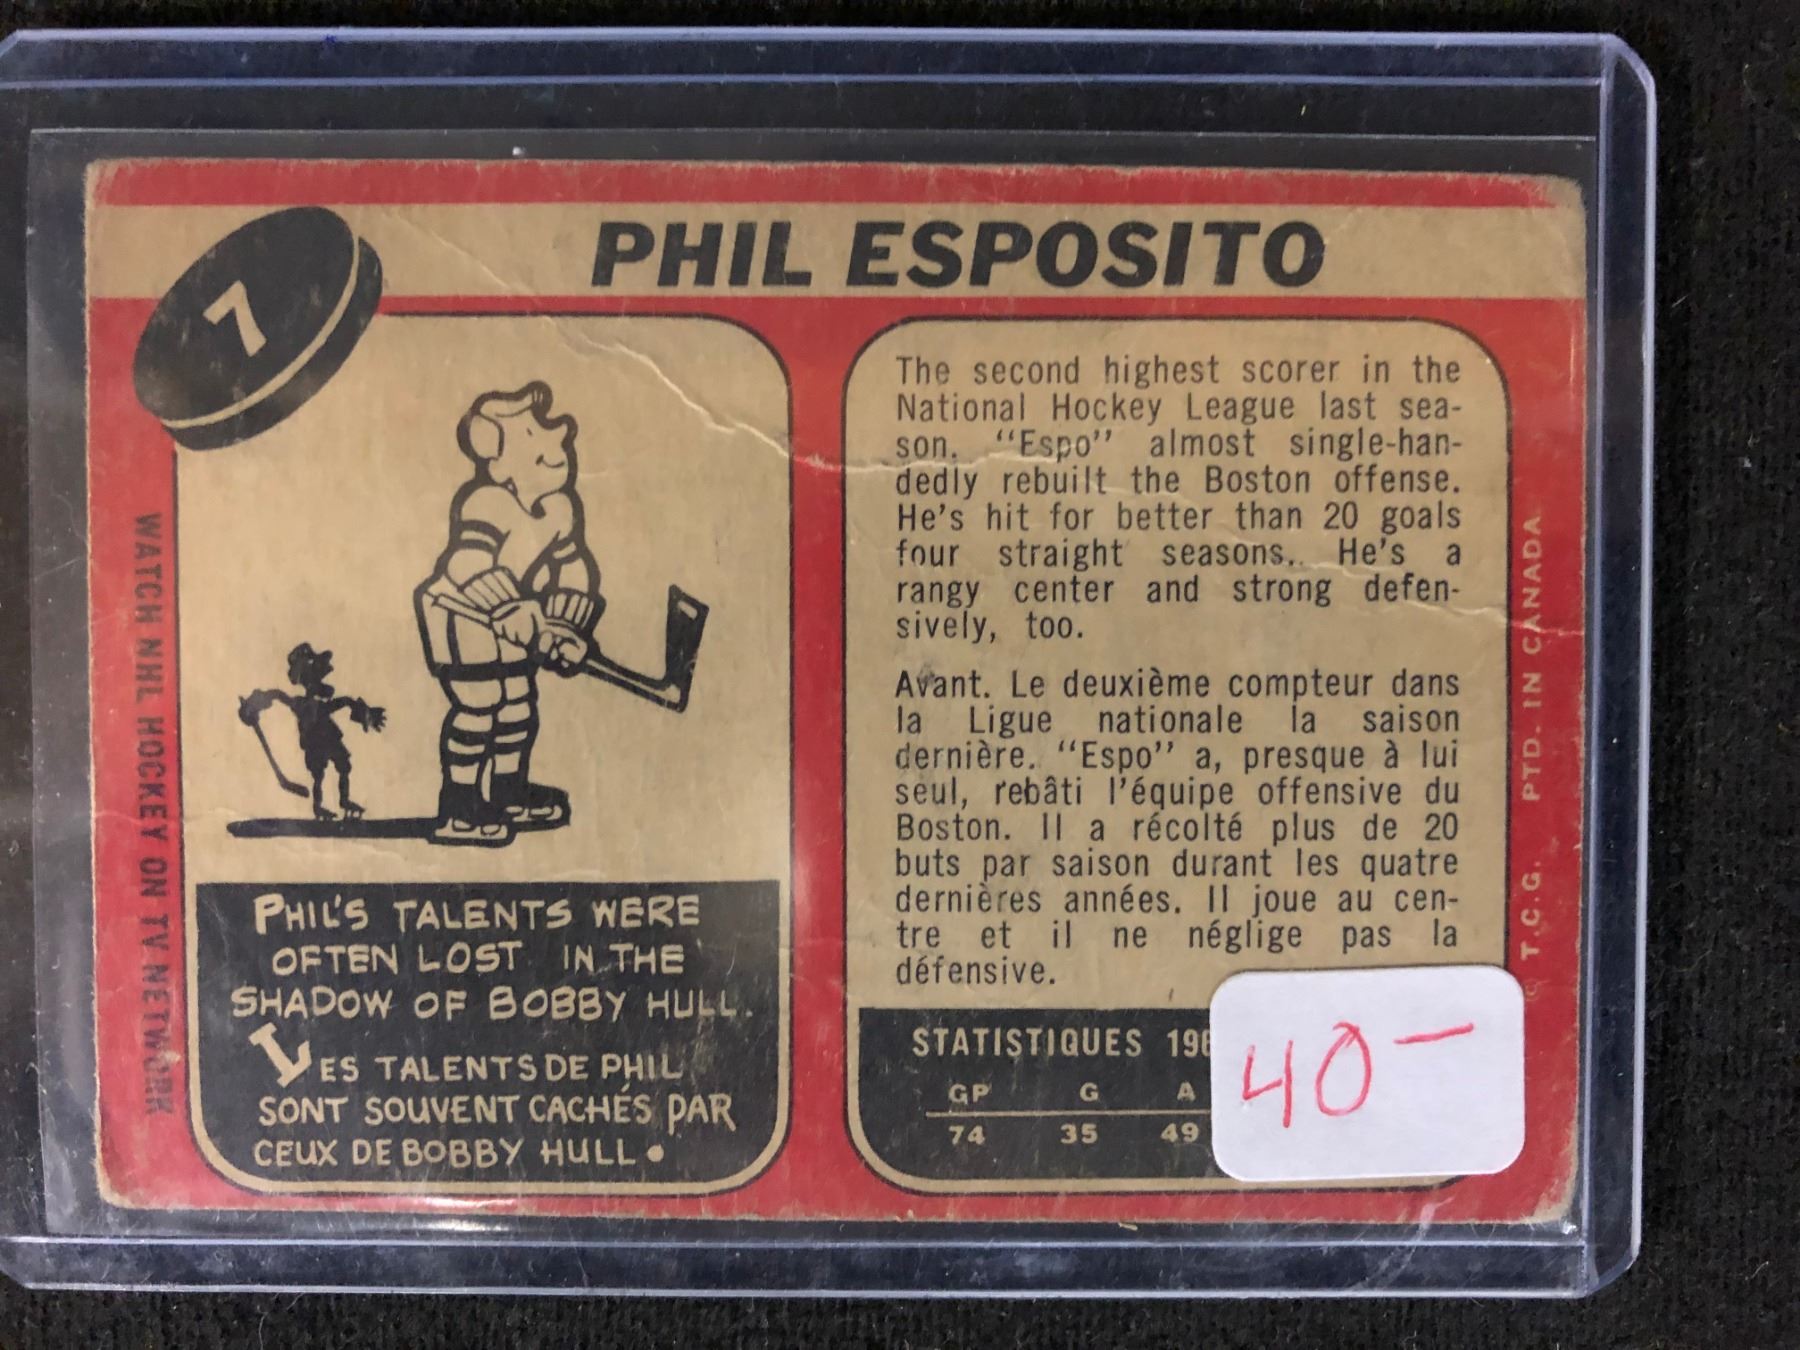 7
PHIL ESPOSITO
WATCH NHL HOCKEY ON TV NETWORK
PHIL'S TALENTS WERE
OFTEN LOST IN THE
SHADOW OF BOBBY HULL.
LES TALENTS DE PHIL
SONT SOUVENT CACHÉS PAR
CEUX DE BOBBY HULL.
The second highest scorer in the
National Hockey League last sea-
son. "Espo" almost single-han-
dedly rebuilt the Boston offense.
He's hit for better than 20 goals
four straight seasons. He's a
rangy center and strong defen-
sively, too.
Avant. Le deuxième compteur dans
la Ligue nationale la saison
dernière. "Espo" a, presque à lui
seul, rebâti l'équipe offensive du
Boston. Il a récolté plus de 20
buts par saison durant les quatre
dernières années. Il joue au cen-
tre et il ne néglige pas la
défensive.
STATISTIQUES 196
GP G A
74 35 49
40-
© T.C.G. PTD. IN CANADA